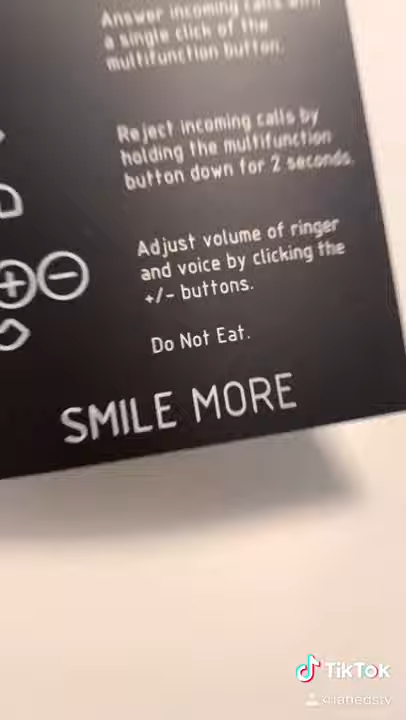 Answer incoming calls with
a single click of the
multifunction button.
Reject incoming calls by
holding the multifunction
button down for 2 seconds.
Adjust volume of ringer
and voice by clicking the
+/- buttons.
Do Not Eat.
SMILE MORE
TikTok